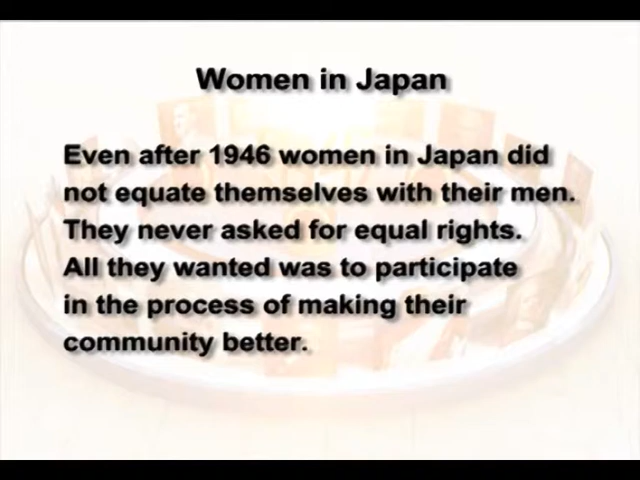 Women in Japan
Even after 1946 women in Japan did
not equate themselves with their men.
They never asked for equal rights.
All they wanted was to participate
in the process of making their
community better.